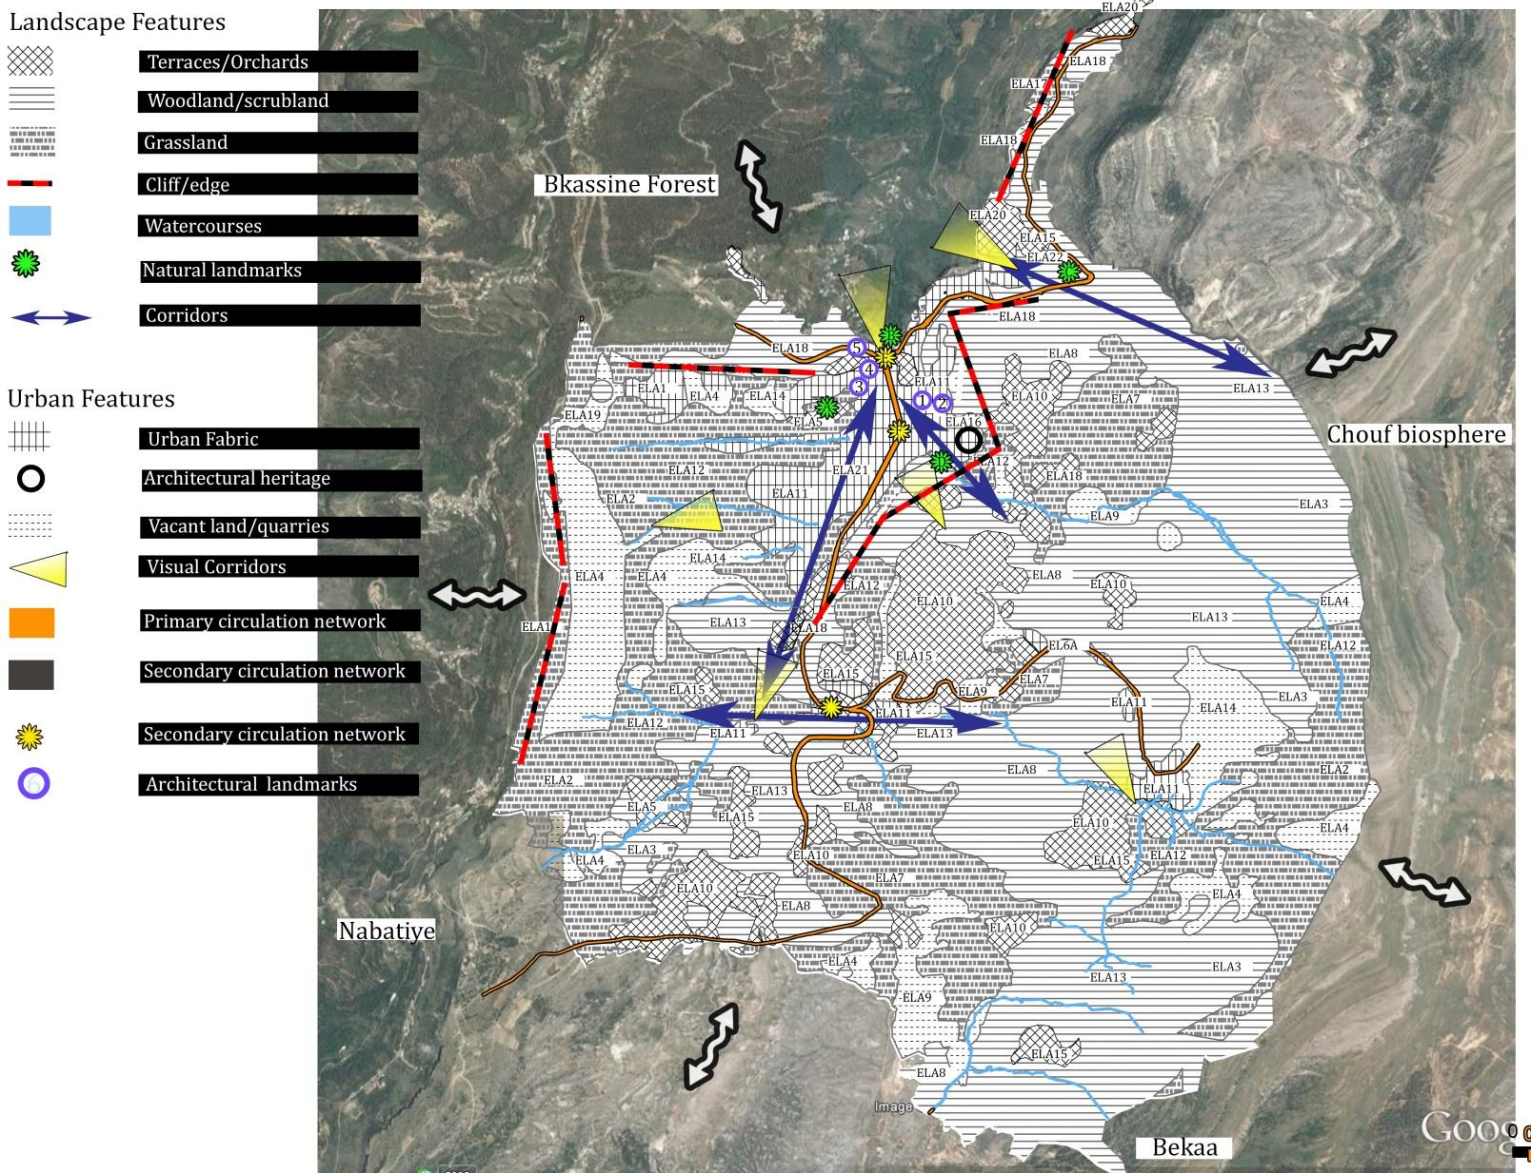 Landscape Features
Terraces/Orchards
Woodland/scrubland
Grassland
Cliff/edge
Watercourses
Natural landmarks
Corridors
Urban Features
Urban Fabric
Architectural heritage
Vacant land/quarries
Visual Corridors
Primary circulation network
Secondary circulation network
Secondary circulation network
Architectural landmarks
ELA20
ELA18
ELA17
ELA18
Bkassine Forest
ELA20
ELA15
ELA22
ELA18
ELA18
5
ELA8
4
ELA11
ELA13
ELA1
ELA4
ELA14
3
1
2
ELA10
ELA7
ELA19
ELA5
ELA16
Chouf biosphere
ELA12
ELA21
ELA12
ELA18
ELA2
ELA11
ELA3
ELA9
ELA14
ELA4
ELA4
ELA12
ELA8
ELA10
ELA10
ELA4
ELA1
ELA13
ELA18
ELA13
EL6A
ELA12
ELA15
ELA15
ELA15
ELA9
ELA7
ELA3
ELA12
ELA11
ELA11
ELA14
ELA11
ELA13
ELA2
ELA8
ELA2
ELA13
ELA11
ELA5
ELA15
ELA8
ELA10
ELA4
ELA3
ELA4
ELA10
ELA15
ELA12
ELA10
ELA7
ELA4
ELA8
Nabatiye
ELA10
ELA4
ELA3
ELA13
ELA9
ELA15
ELA8
Image
Goog
Bekaa